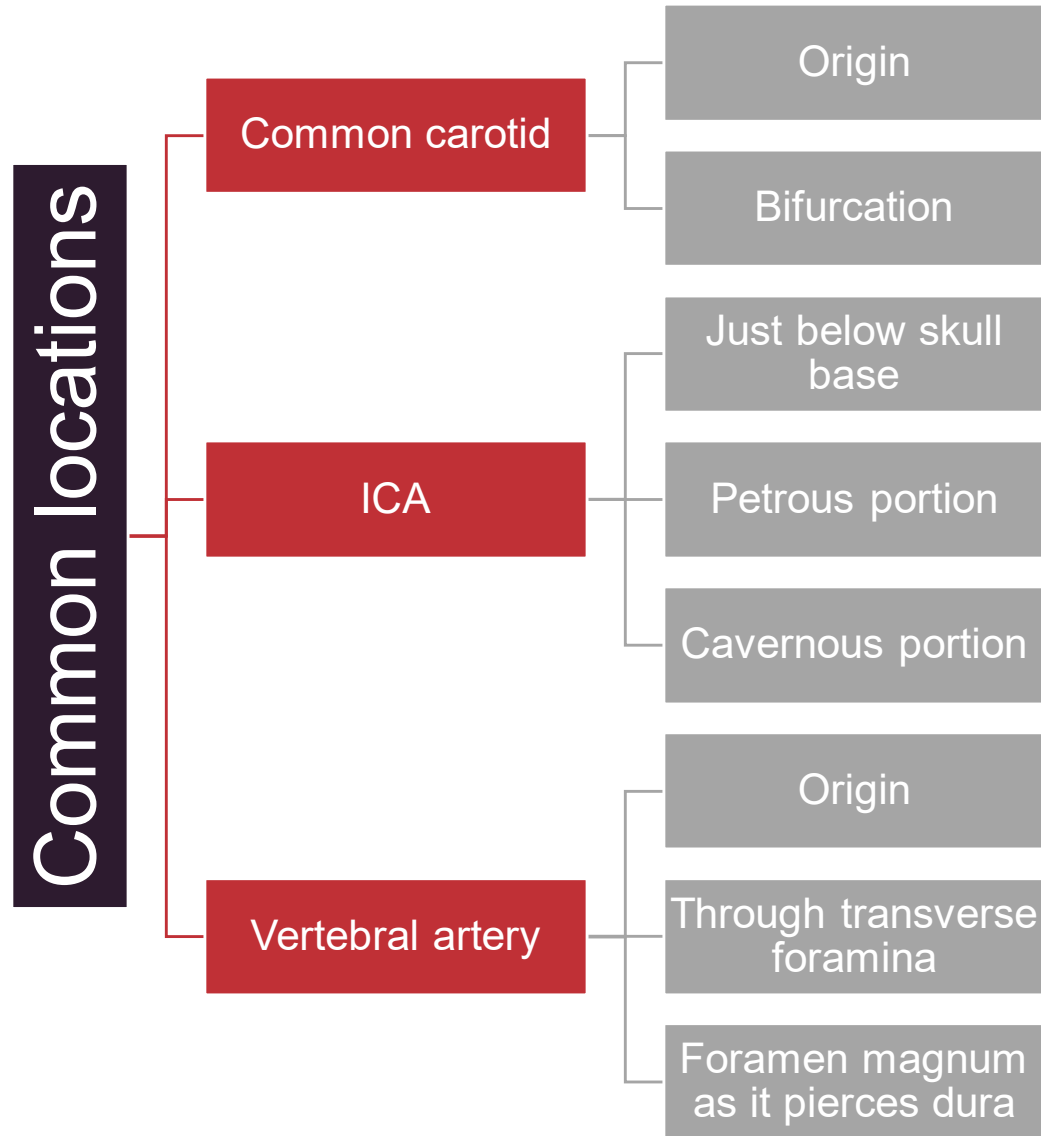 Common locations
Common carotid
Origin
Bifurcation
ICA
Just below skull
base
Petrous portion
Cavernous portion
Vertebral artery
Origin
Through transverse
foramina
Foramen magnum
as it pierces dura